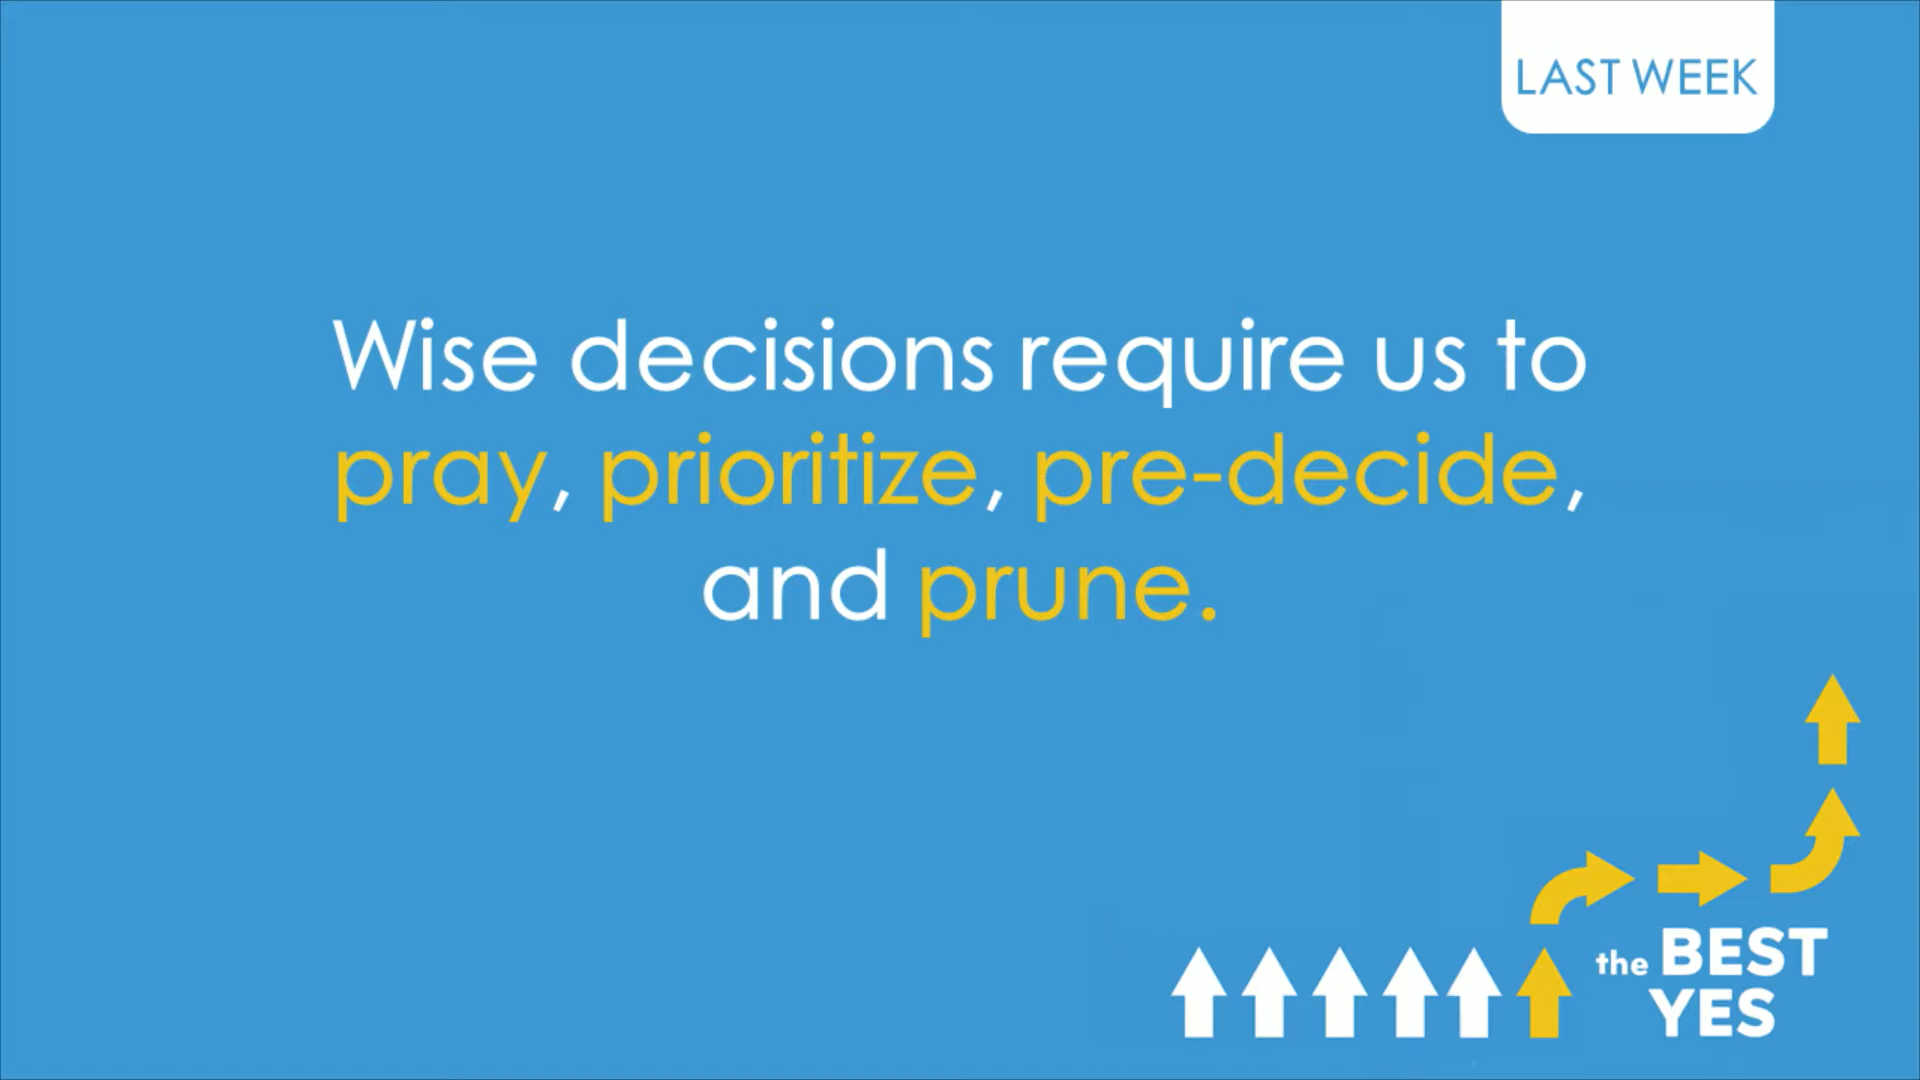 LAST WEEK
Wise decisions require us to
pray, prioritize, pre-decide,
and prune.
the BEST
YES